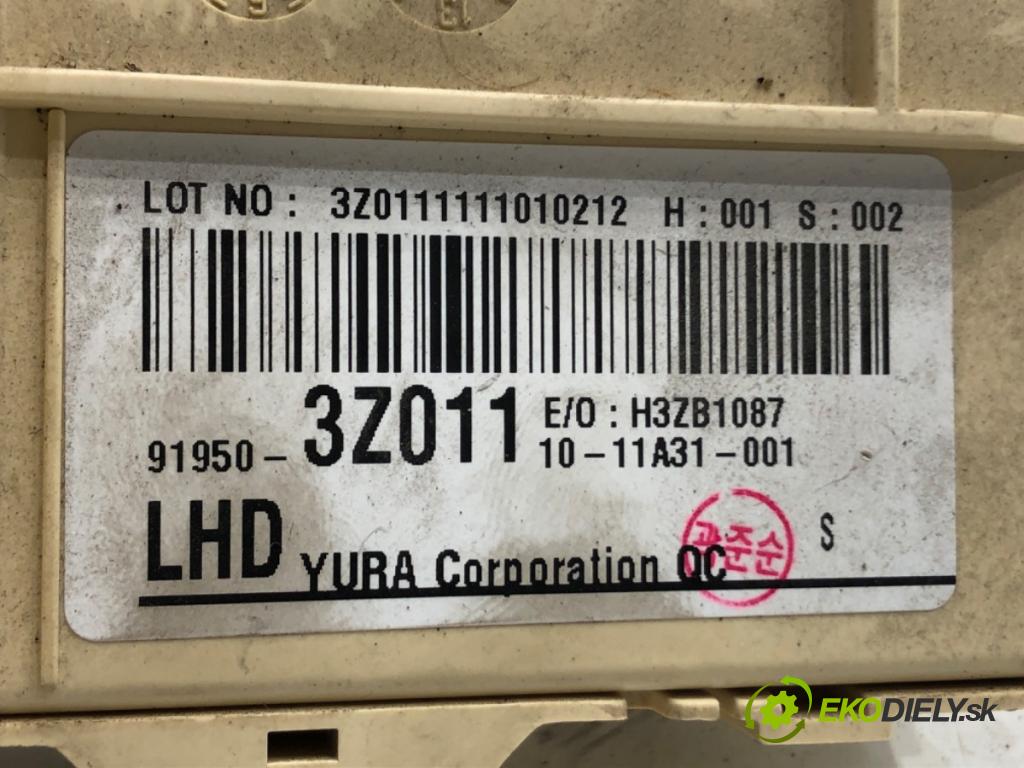 LOT NO : 3Z0111111010212 H : 001 S : 002
91950 - 3Z011 E/O : H3ZB1087
10 - 11A31 - 001
LHD YURA Corporation QC 곽준순 S
EKODIELY.sk